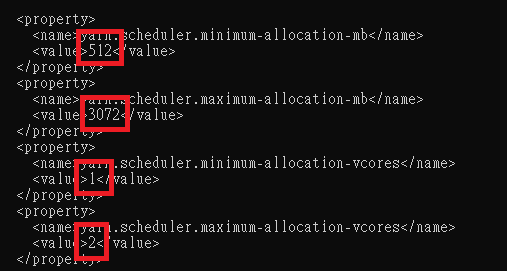 <property>
<name>yarn.scheduler.minimum-allocation-mb</name>
<value>512</value>
</property>
<property>
<name>yarn.scheduler.maximum-allocation-mb</name>
<value>3072</value>
</property>
<property>
<name>yarn.scheduler.minimum-allocation-vcores</name>
<value>1</value>
</property>
<property>
<name>yarn.scheduler.maximum-allocation-vcores</name>
<value>2</value>
</property>